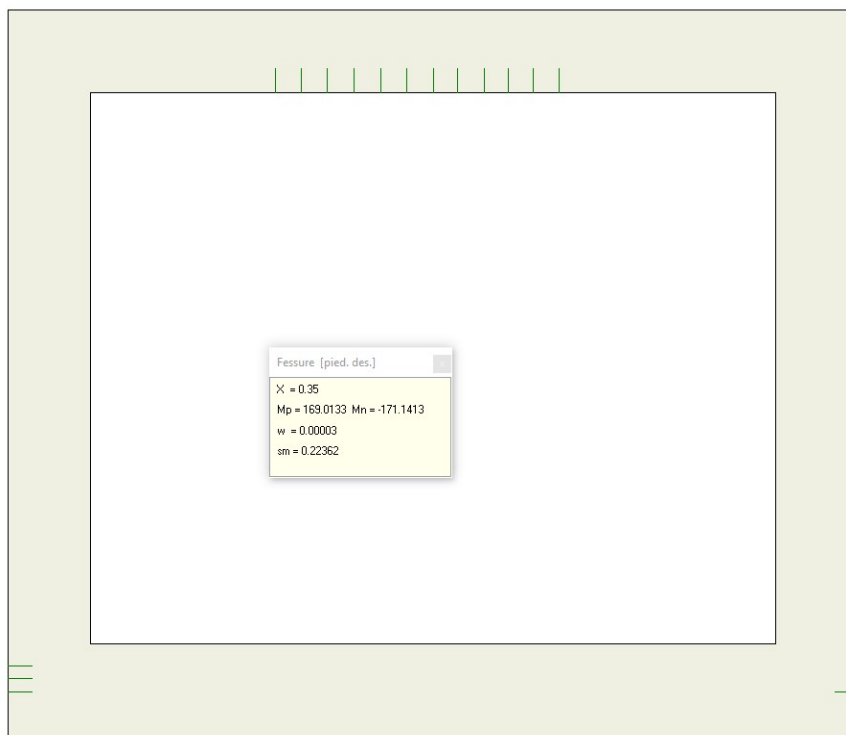 Fessure [pied. des.]
X = 0.35
Mp = 169.0133 Mn = -171.1413
w = 0.00003
sm = 0.22362